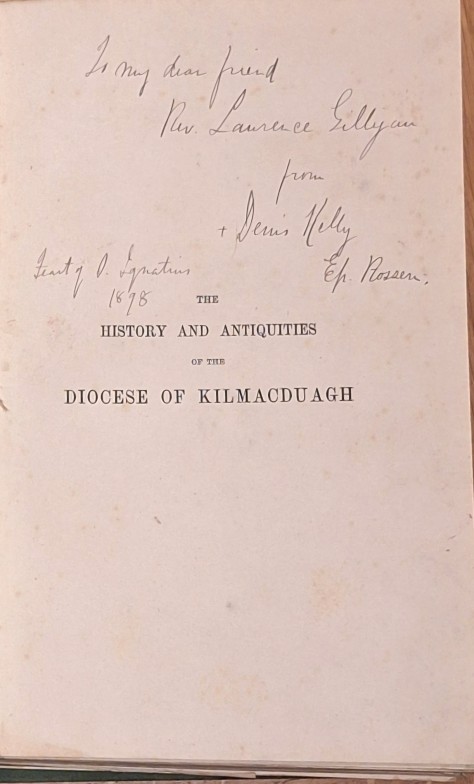 To my dear friend
Rev. Laurence Gillyan
from
+ Denis Kelly
Ep. Rossen.
Feast of S. Ignatius
1898
THE
HISTORY AND ANTIQUITIES
OF THE
DIOCESE OF KILMACDUAGH